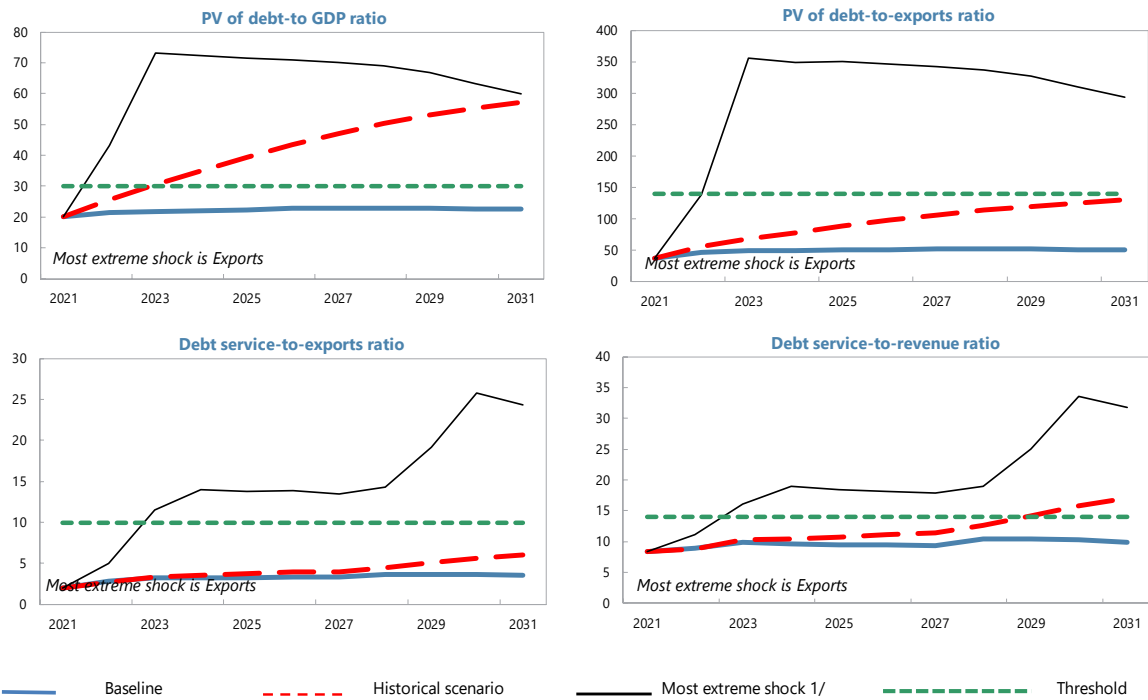 PV of debt-to GDP ratio
80
70
60
50
40
30
20
10
0
Most extreme shock is Exports
2021 2023 2025 2027 2029 2031
PV of debt-to-exports ratio
400
350
300
250
200
150
100
50
0
Most extreme shock is Exports
2021 2023 2025 2027 2029 2031
Debt service-to-exports ratio
30
25
20
15
10
5
0
Most extreme shock is Exports
2021 2023 2025 2027 2029 2031
Debt service-to-revenue ratio
40
35
30
25
20
15
10
5
0
Most extreme shock is Exports
2021 2023 2025 2027 2029 2031
Baseline Historical scenario Most extreme shock 1/ Threshold